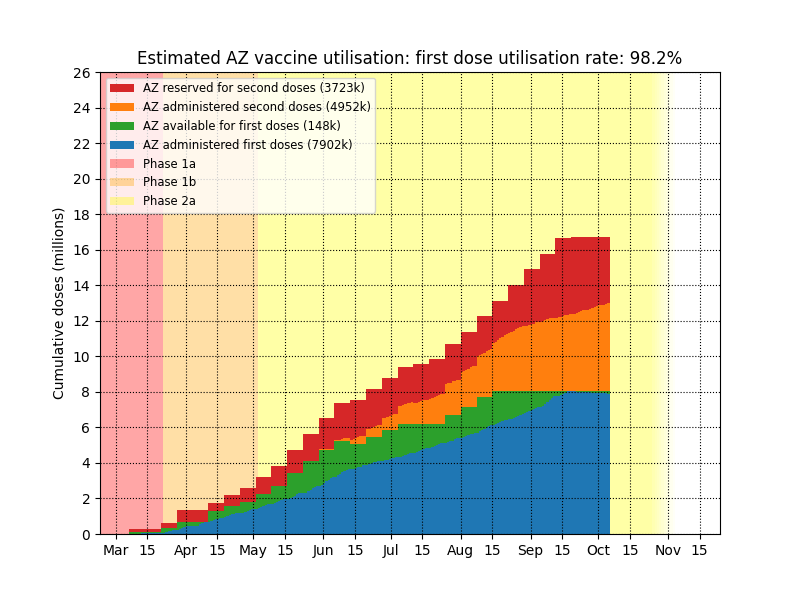 Estimated AZ vaccine utilisation: first dose utilisation rate: 98.2%
26
24
22
20
18
16
14
12
10
8
6
4
2
0
Cumulative doses (millions)
AZ reserved for second doses (3723k)
AZ administered second doses (4952k)
AZ available for first doses (148k)
AZ administered first doses (7902k)
Phase 1a
Phase 1b
Phase 2a
Mar 15 Apr 15 May 15 Jun 15 Jul 15 Aug 15 Sep 15 Oct 15 Nov 15